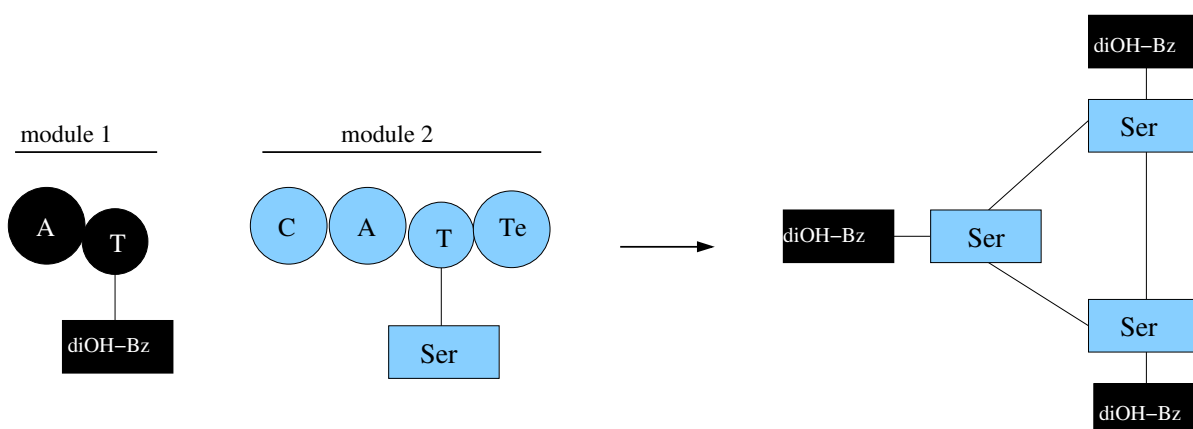 diOH−Bz
module 1
module 2
Ser
A
T
C
A
T
Te
diOH−Bz
Ser
diOH−Bz
Ser
Ser
diOH−Bz